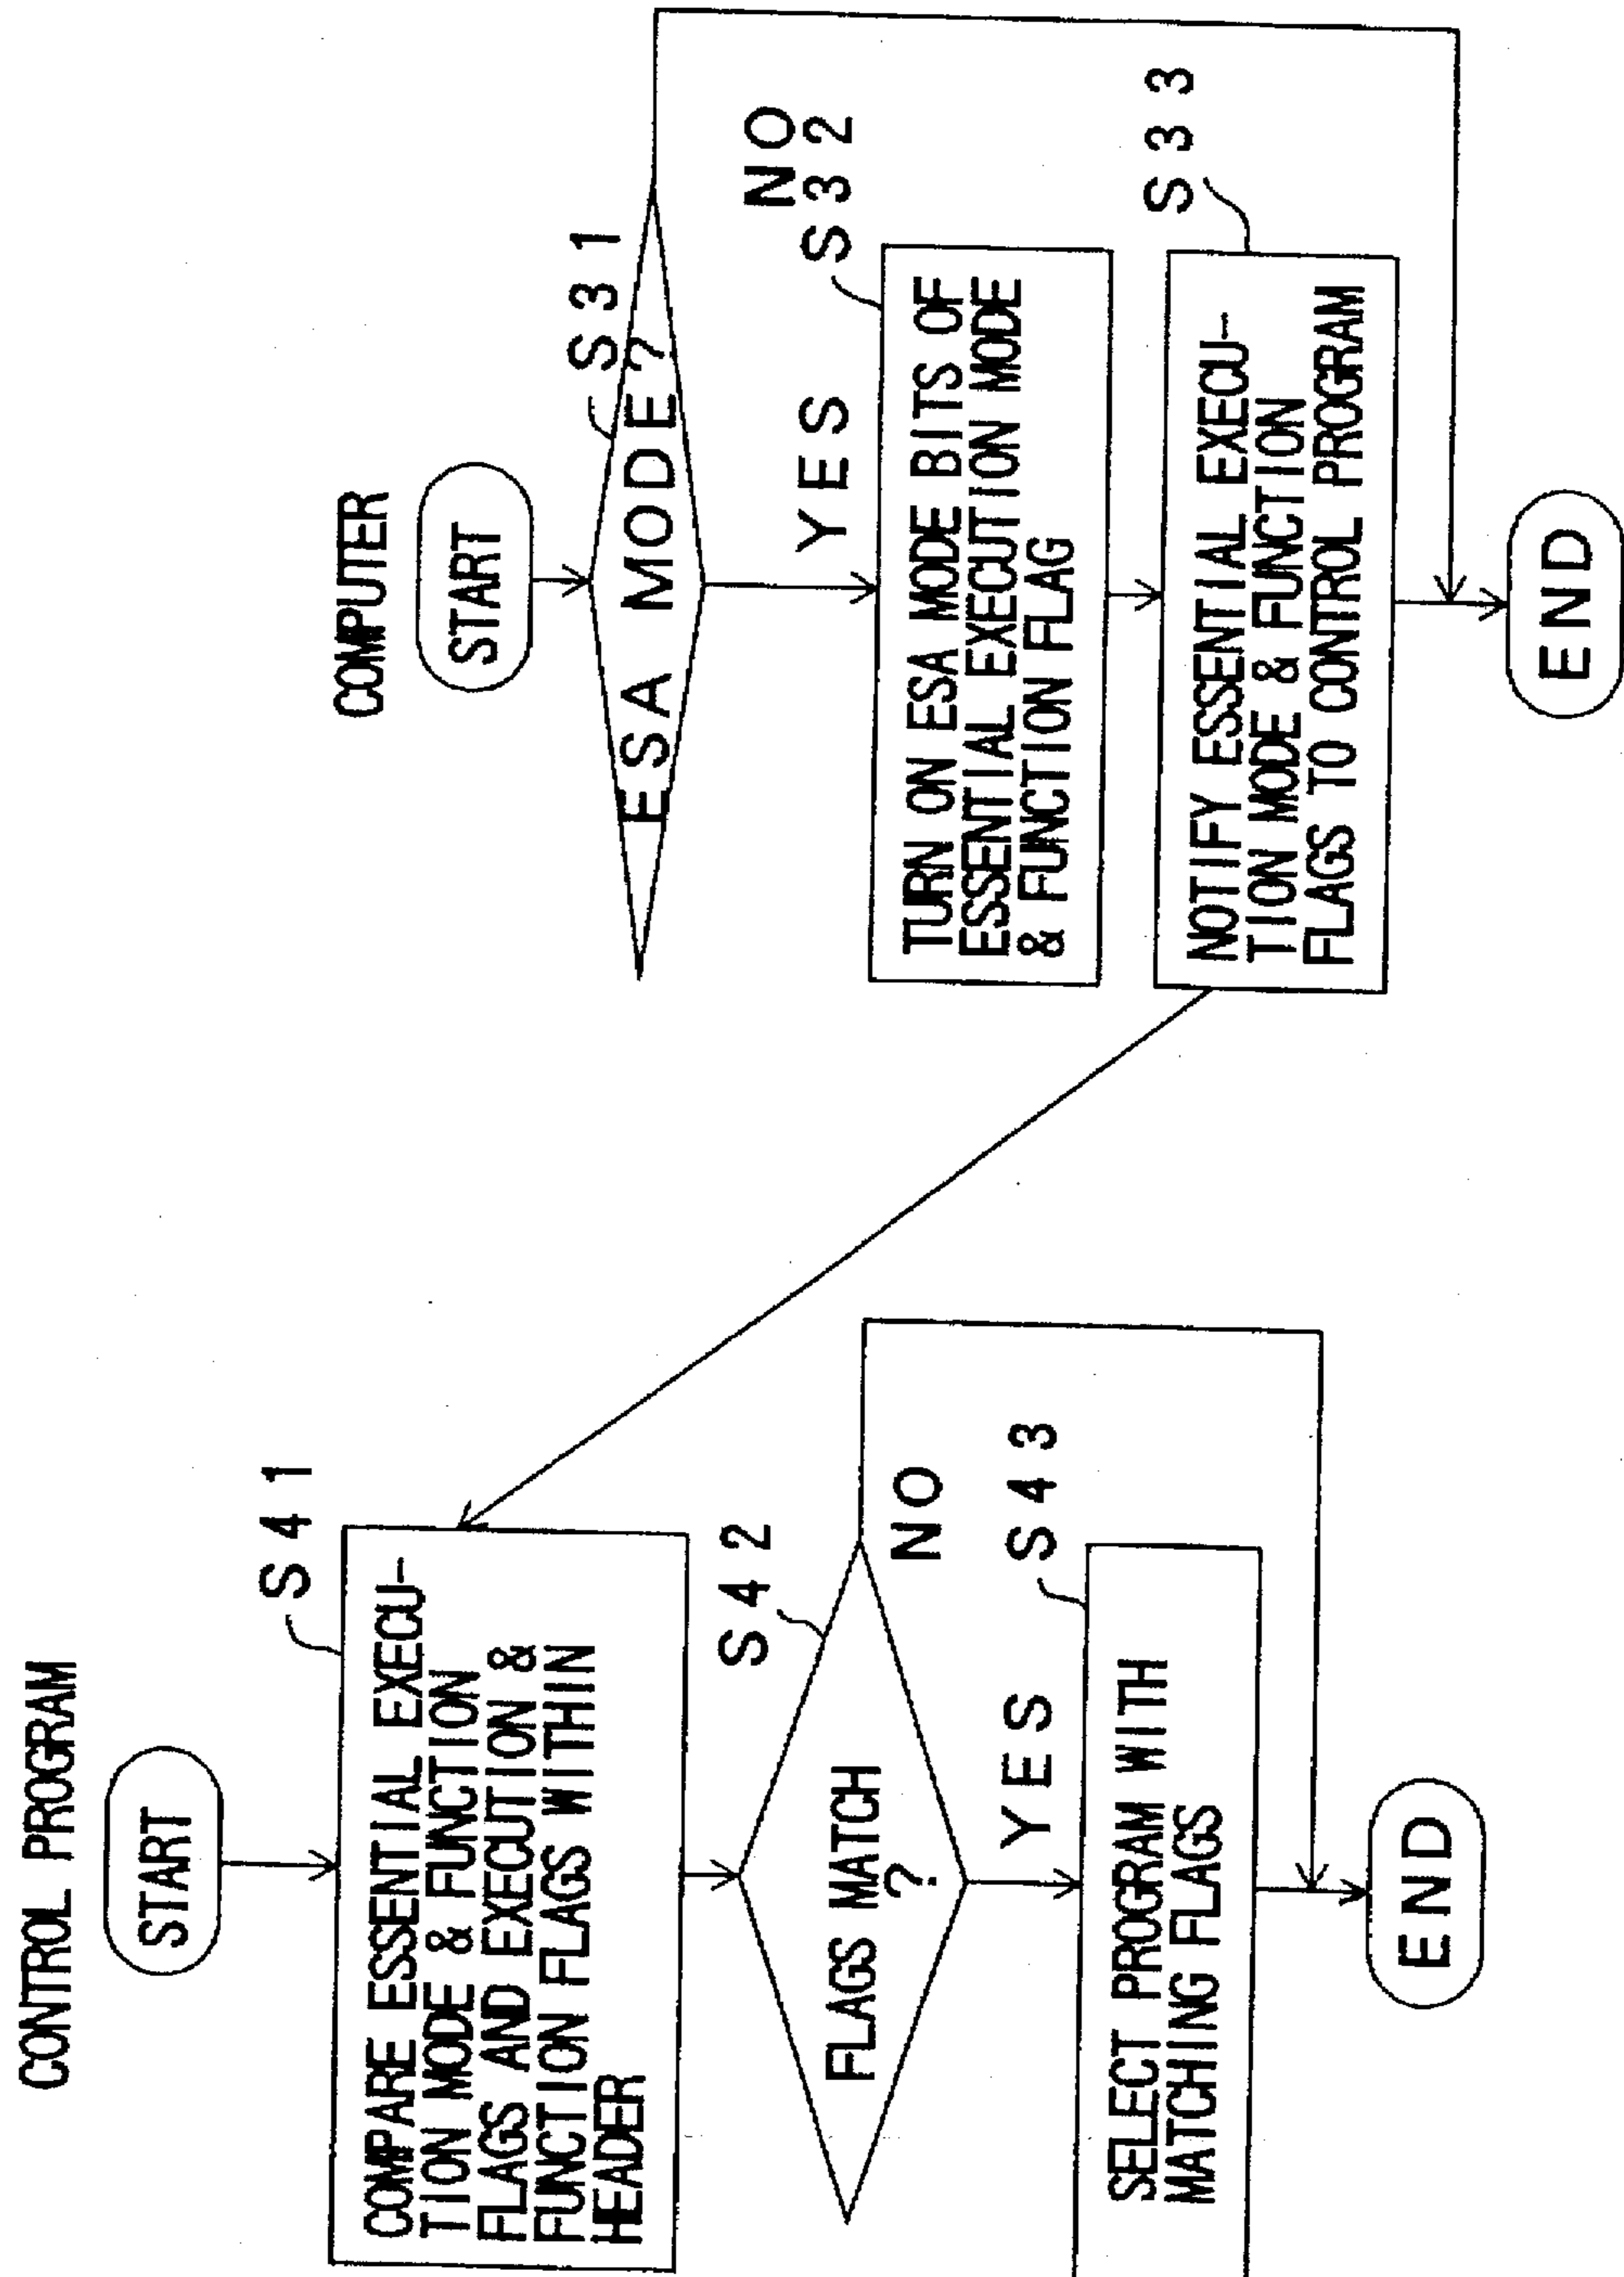 CONTROL PROGRAM
START
S41
COMPARE ESSENTIAL EXECU-
TION MODE & FUNCTION
FLAGS AND EXECUTION &
FUNCTION FLAGS WITHIN
HEADER
S42
FLAGS MATCH
?
NO
YES
S43
SELECT PROGRAM WITH
MATCHING FLAGS
END
COMPUTER
START
S31
ESA MODE?
NO
YES
S32
TURN ON ESA MODE BITS OF
ESSENTIAL EXECUTION MODE
& FUNCTION FLAG
S33
NOTIFY ESSENTIAL EXECU-
TION MODE & FUNCTION
FLAGS TO CONTROL PROGRAM
END